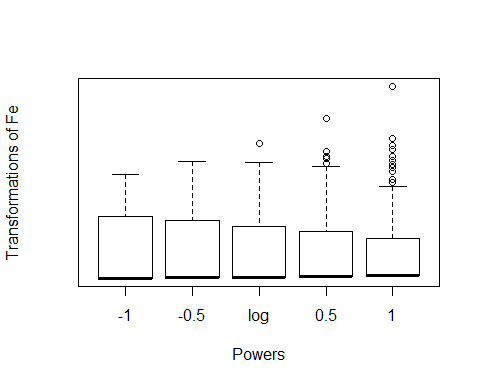 Transformations of Fe
-1 -0.5 log 0.5 1
Powers